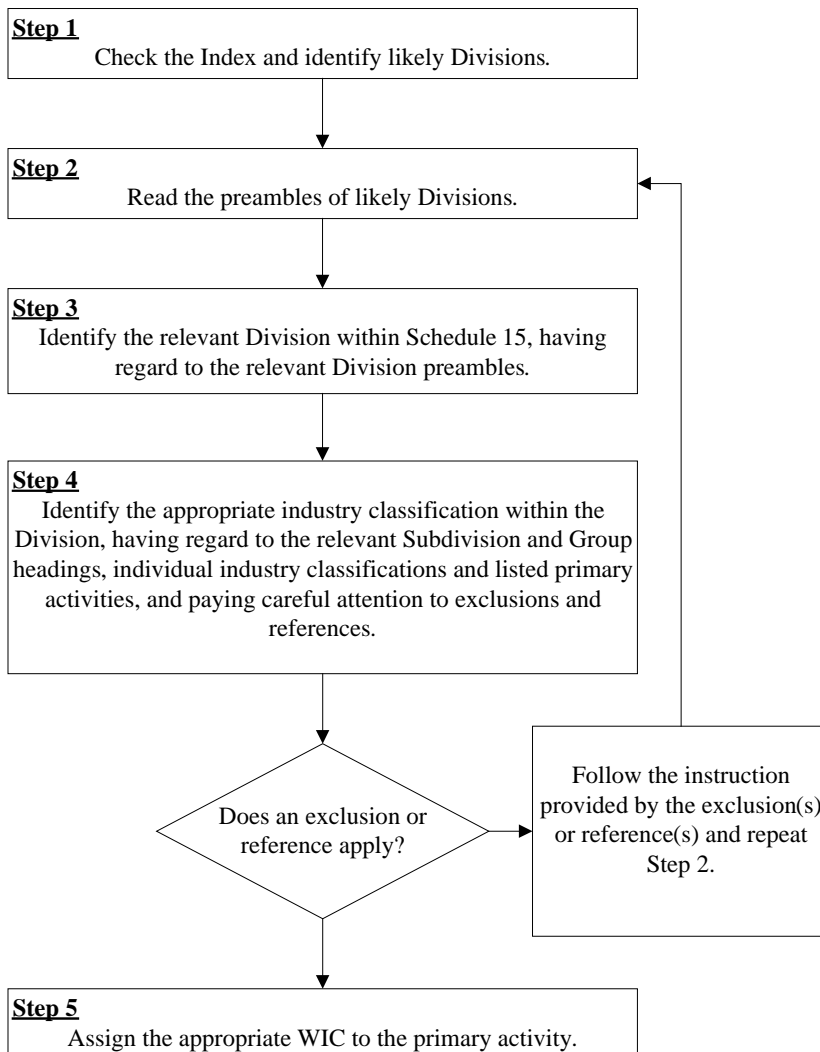 Step 1
Check the Index and identify likely Divisions.
Step 2
Read the preambles of likely Divisions.
Step 3
Identify the relevant Division within Schedule 15, having
regard to the relevant Division preambles.
Step 4
Identify the appropriate industry classification within the
Division, having regard to the relevant Subdivision and Group
headings, individual industry classifications and listed primary
activities, and paying careful attention to exclusions and
references.
Does an exclusion or
reference apply?
Follow the instruction
provided by the exclusion(s)
or reference(s) and repeat
Step 2.
Step 5
Assign the appropriate WIC to the primary activity.